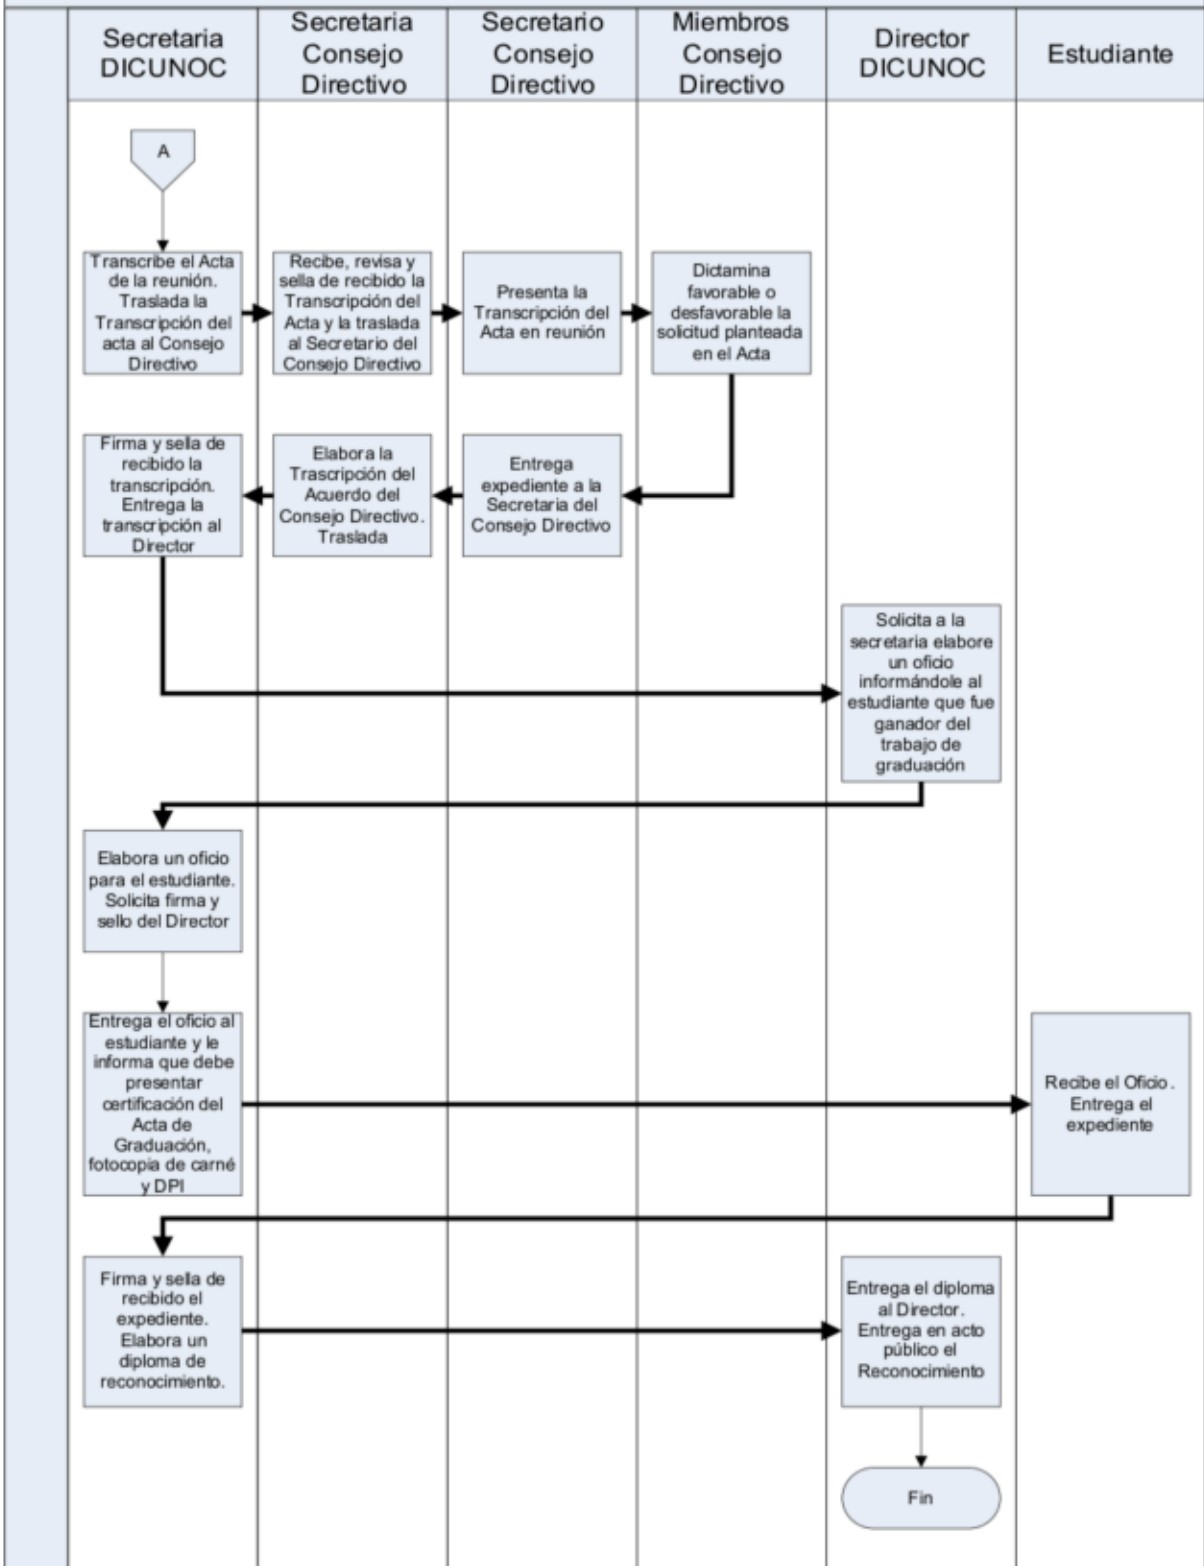 Secretaria
DICUNOC
Secretaria
Consejo
Directivo
Secretario
Consejo
Directivo
Miembros
Consejo
Directivo
Director
DICUNOC
Estudiante
A
Transcribe el Acta
de la reunión.
Traslada la
Transcripción del
acta al Consejo
Directivo
Recibe, revisa y
sella de recibido la
Transcripción del
Acta y la traslada
al Secretario del
Consejo Directivo
Presenta la
Transcripción del
Acta en reunión
Dictamina
favorable o
desfavorable la
solicitud planteada
en el Acta
Firma y sella de
recibido la
transcripción.
Entrega la
transcripción al
Director
Elabora la
Trascripción del
Acuerdo del
Consejo Directivo.
Traslada
Entrega
expediente a la
Secretaria del
Consejo Directivo
Solicita a la
secretaria elabore
un oficio
informándole al
estudiante que fue
ganador del
trabajo de
graduación
Elabora un oficio
para el estudiante.
Solicita firma y
sello del Director
Entrega el oficio al
estudiante y le
informa que debe
presentar
certificación del
Acta de
Graduación,
fotocopia de carné
y DPI
Recibe el Oficio.
Entrega el
expediente
Firma y sella de
recibido el
expediente.
Elabora un
diploma de
reconocimiento.
Entrega el diploma
al Director.
Entrega en acto
público el
Reconocimiento
Fin